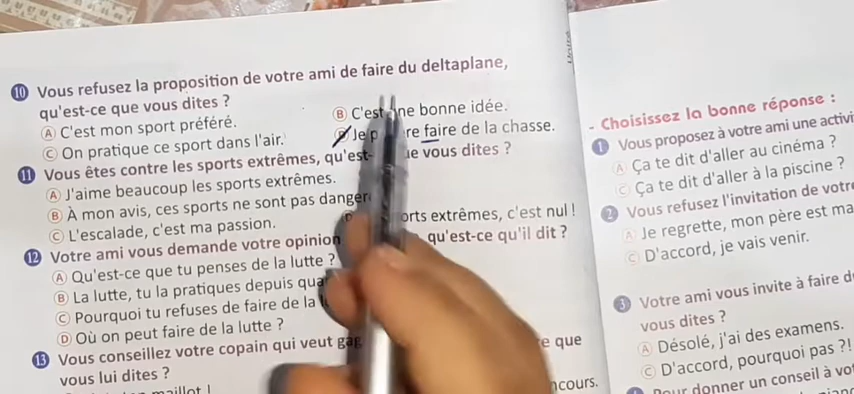 10 Vous refusez la proposition de votre ami de faire du deltaplane,
qu'est-ce que vous dites ?
A C'est mon sport préféré.
B C'est une bonne idée.
C On pratique ce sport dans l'air.
Je re faire de la chasse.
11 Vous êtes contre les sports extrêmes, qu'est- ue vous dites ?
A J'aime beaucoup les sports extrêmes.
B À mon avis, ces sports ne sont pas danger
C L'escalade, c'est ma passion.
orts extrêmes, c'est nul !
12 Votre ami vous demande votre opinion qu'est-ce qu'il dit ?
A Qu'est-ce que tu penses de la lutte ?
B La lutte, tu la pratiques depuis qua
C Pourquoi tu refuses de faire de la
D Où on peut faire de la lutte ?
13 Vous conseillez votre copain qui veut gag e que
vous lui dites ?
maillot !
ncours.
- Choisissez la bonne réponse :
1 Vous proposez à votre ami une activi
A Ça te dit d'aller au cinéma ?
C Ça te dit d'aller à la piscine ?
2 Vous refusez l'invitation de votre
A Je regrette, mon père est ma
C D'accord, je vais venir.
3 Votre ami vous invite à faire d
vous dites ?
A Désolé, j'ai des examens.
C D'accord, pourquoi pas ?!
Pour donner un conseil à vo